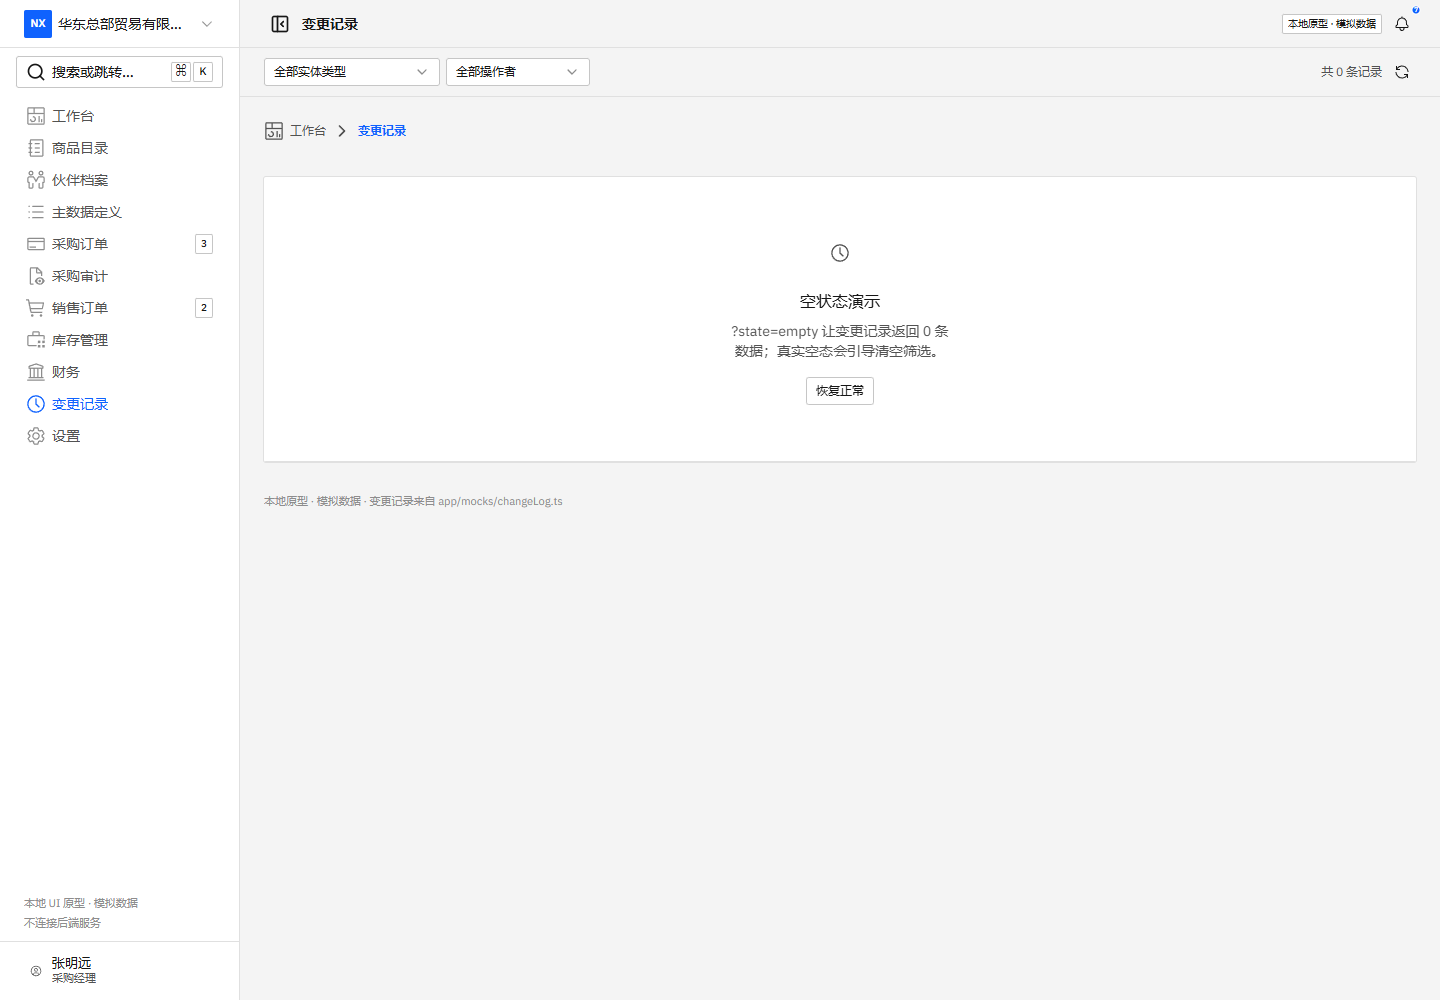 NX 华东总部贸易有限...
变更记录
本地原型 · 模拟数据
7
搜索或跳转... ⌘ K
全部实体类型
全部操作者
共 0 条记录
工作台
商品目录
伙伴档案
主数据定义
采购订单 3
采购审计
销售订单 2
库存管理
财务
变更记录
设置
工作台 变更记录
空状态演示
?state=empty 让变更记录返回 0 条
数据；真实空态会引导清空筛选。
恢复正常
本地原型 · 模拟数据 · 变更记录来自 app/mocks/changeLog.ts
本地 UI 原型 · 模拟数据
不连接后端服务
张明远
采购经理